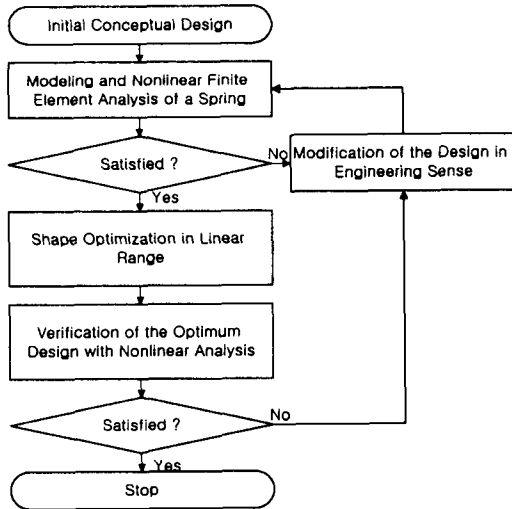 Initial Conceptual Design
Modeling and Nonlinear Finite
Element Analysis of a Spring
Satisfied ?
No
Modification of the Design in
Engineering Sense
Yes
Shape Optimization in Linear
Range
Verification of the Optimum
Design with Nonlinear Analysis
Satisfied ?
No
Yes
Stop